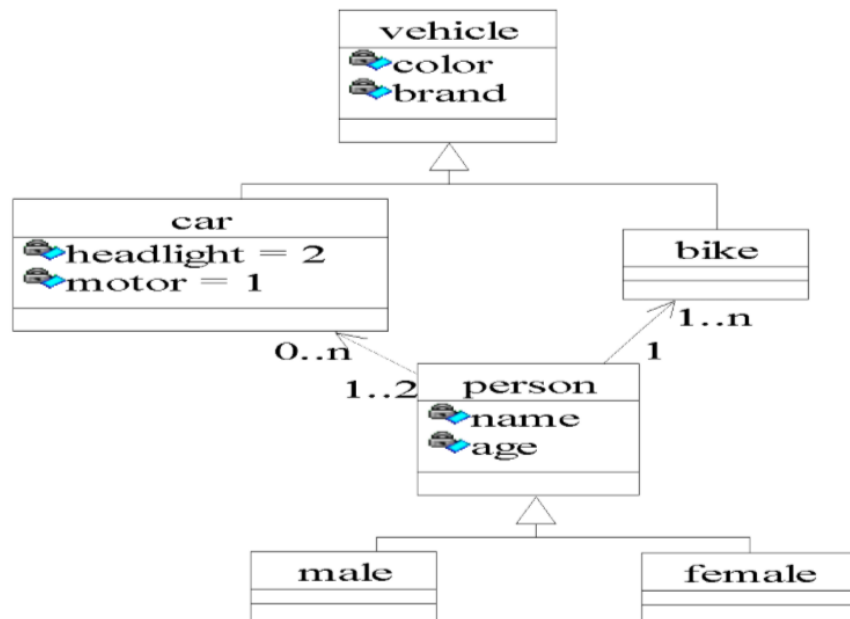 vehicle
color
brand
car
headlight = 2
motor = 1
bike
0..n
1..n
1..2
1
person
name
age
male
female